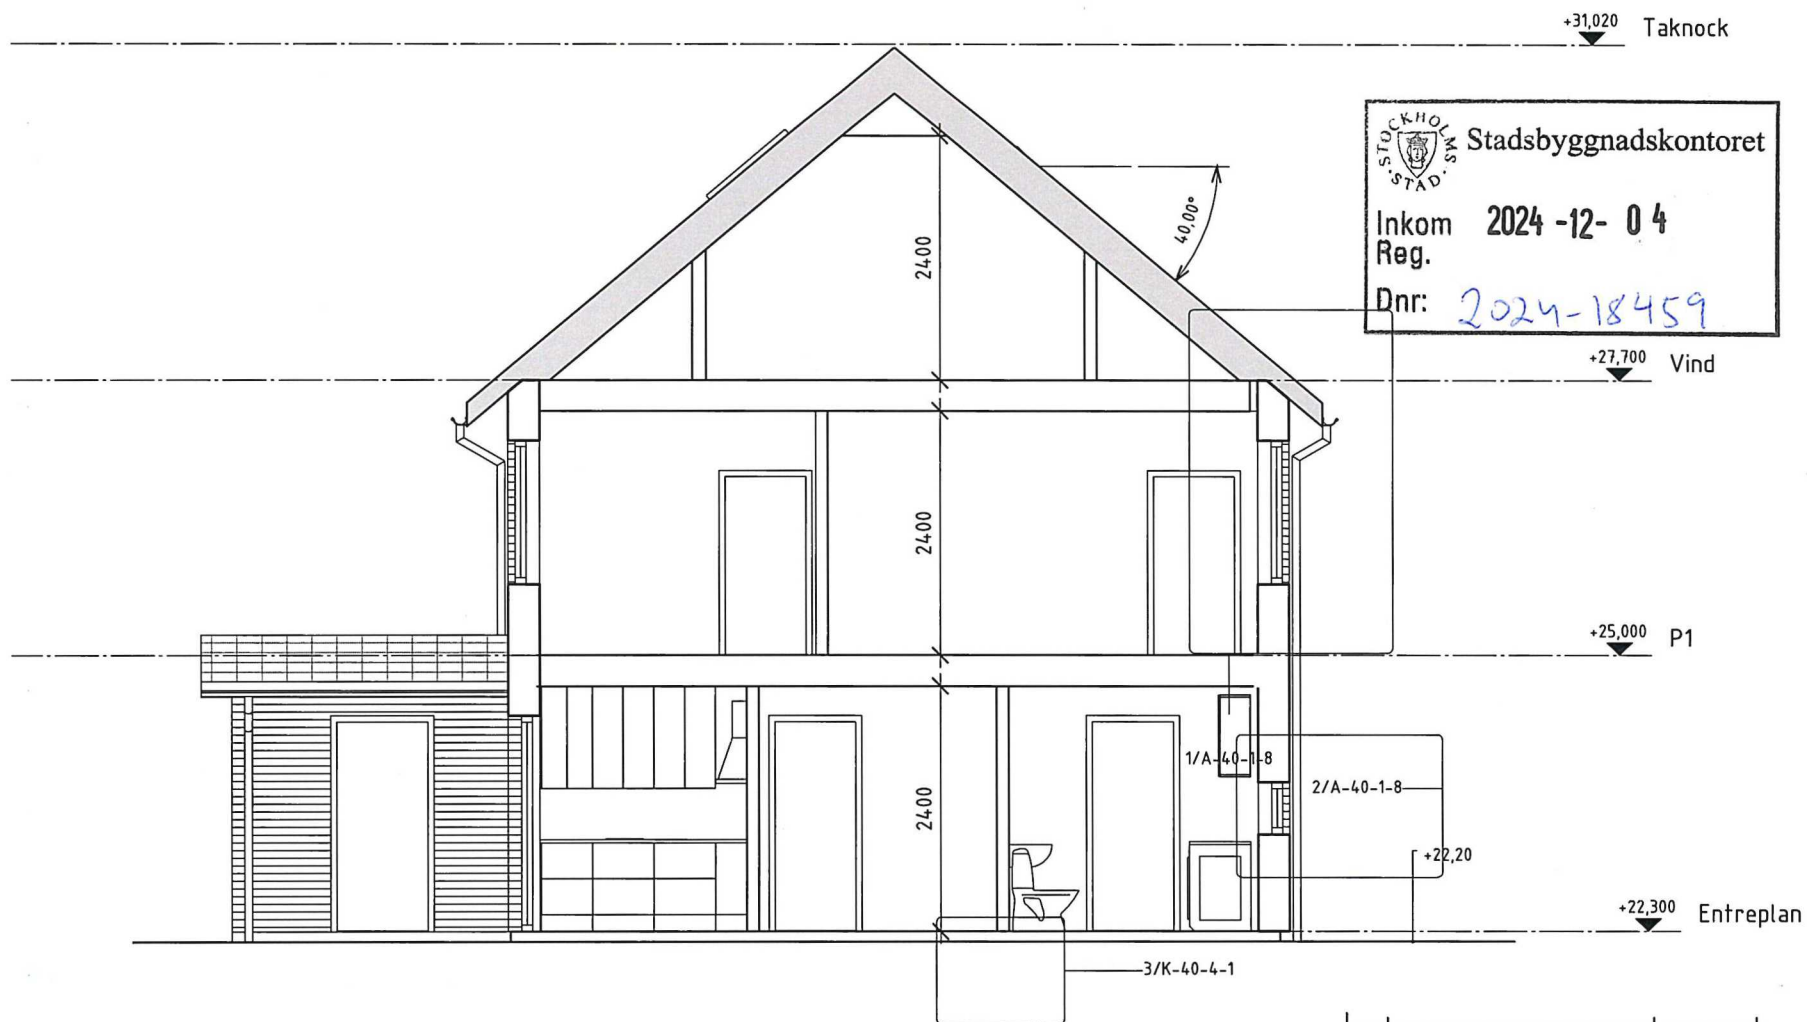 +31,020 Taknock
STOCKHOLMS STAD
Stadsbyggnadskontoret
Inkom 2024-12-04
Reg.
Dnr: 2024-18459
40,00°
2400
+27,700 Vind
2400
+25,000 P1
1/A-40-1-8
2/A-40-1-8
2400
+22,20
+22,300 Entreplan
3/K-40-4-1